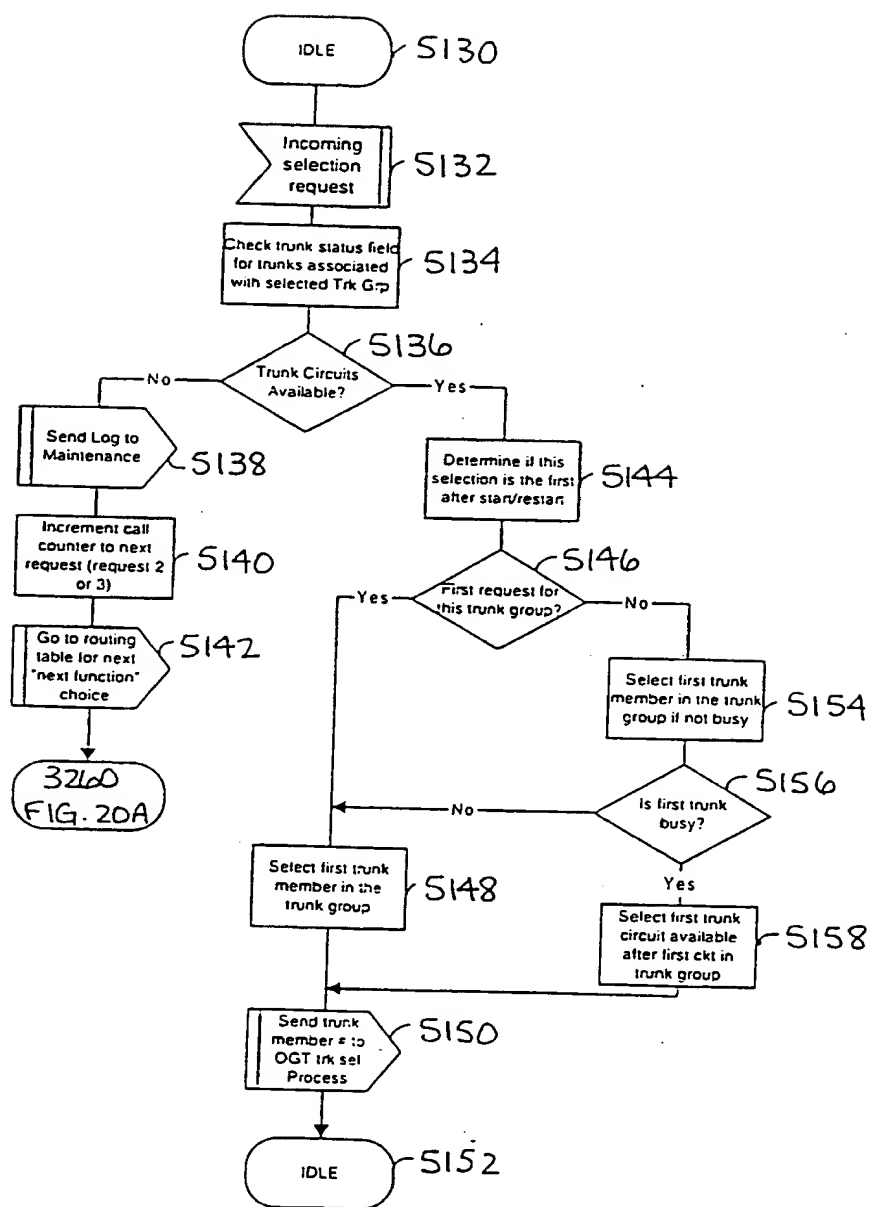 IDLE
5130
Incoming
selection
request
5132
Check trunk status field
for trunks associated
with selected Trk Grp
5134
5136
Trunk Circuits
Available?
No
Yes
Send Log to
Maintenance
5138
Determine if this
selection is the first
after start/restart
5144
Increment call
counter to next
request (request 2
or 3)
5140
5146
First request for
this trunk group?
Yes
No
Go to routing
table for next
"next function"
choice
5142
Select first trunk
member in the trunk
group if not busy
5154
3260
FIG. 20A
5156
Is first trunk
busy?
No
Yes
Select first trunk
member in the
trunk group
5148
Select first trunk
circuit available
after first ckt in
trunk group
5158
Send trunk
member # to
OGT trk sel
Process
5150
IDLE
5152